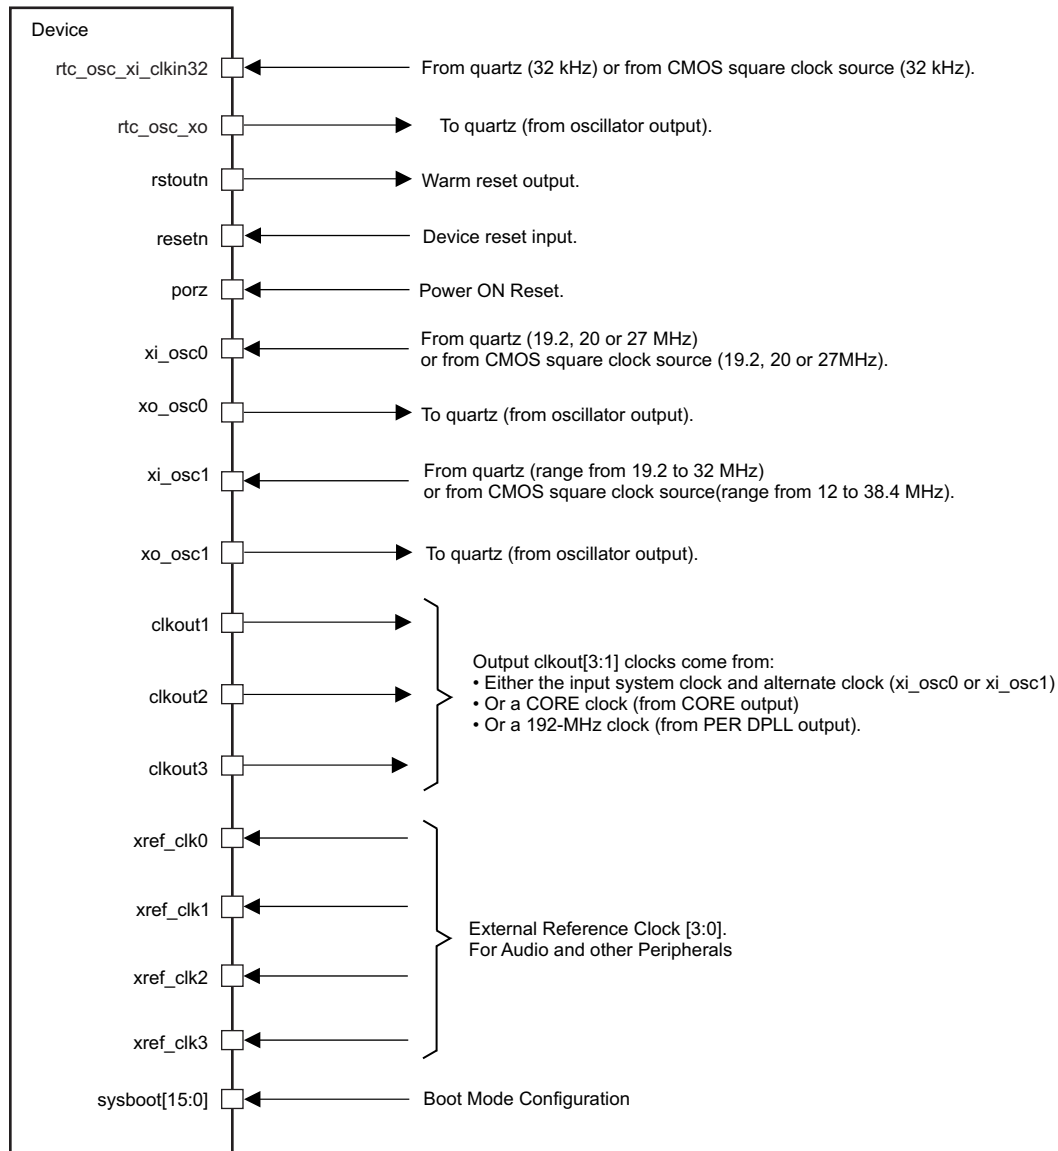 Device
rtc_osc_xi_clkin32
From quartz (32 kHz) or from CMOS square clock source (32 kHz).
rtc_osc_xo
To quartz (from oscillator output).
rstoutn
Warm reset output.
resetn
Device reset input.
porz
Power ON Reset.
xi_osc0
From quartz (19.2, 20 or 27 MHz)
or from CMOS square clock source (19.2, 20 or 27MHz).
xo_osc0
To quartz (from oscillator output).
xi_osc1
From quartz (range from 19.2 to 32 MHz)
or from CMOS square clock source(range from 12 to 38.4 MHz).
xo_osc1
To quartz (from oscillator output).
clkout1
clkout2
clkout3
Output clkout[3:1] clocks come from:
• Either the input system clock and alternate clock (xi_osc0 or xi_osc1)
• Or a CORE clock (from CORE output)
• Or a 192-MHz clock (from PER DPLL output).
xref_clk0
xref_clk1
xref_clk2
xref_clk3
External Reference Clock [3:0].
For Audio and other Peripherals
sysboot[15:0]
Boot Mode Configuration